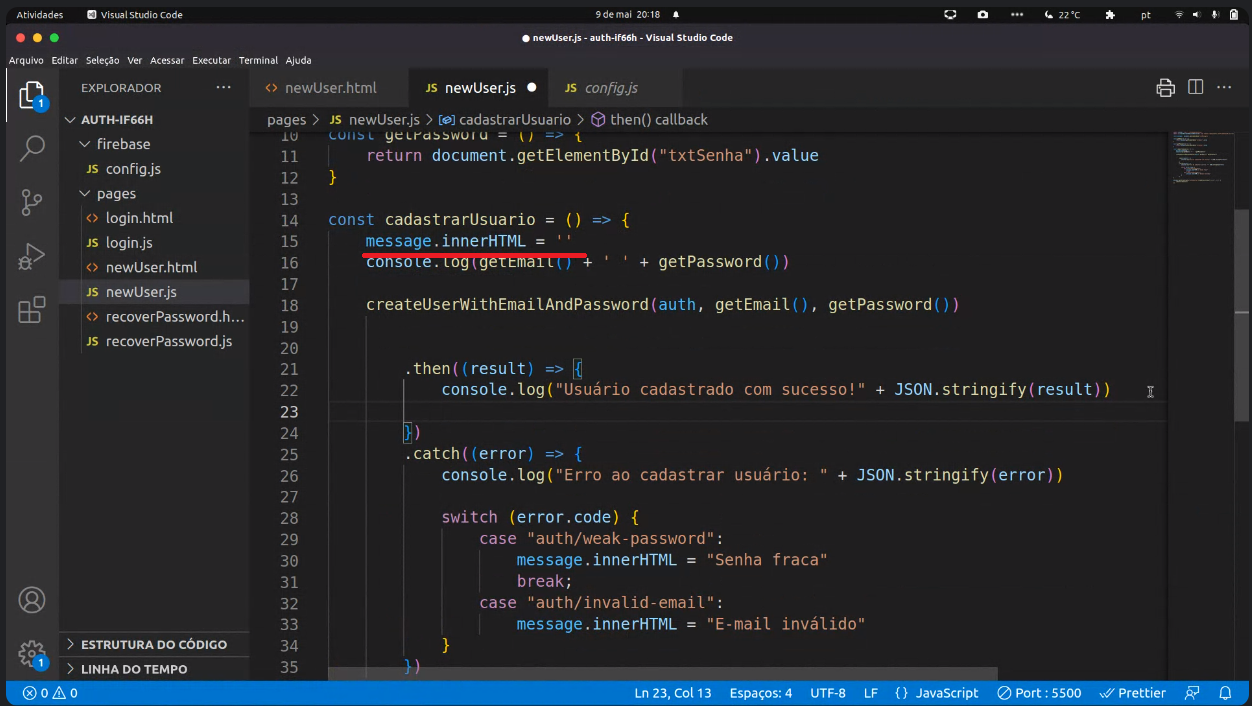 Atividades
Visual Studio Code
9 de mai 20:18
22 °C
pt
newUser.js - auth-if66h - Visual Studio Code
Arquivo Editar Seleção Ver Acessar Executar Terminal Ajuda
1
EXPLORADOR
newUser.html
JS newUser.js
JS config.js
AUTH-IF66H
firebase
JS config.js
pages
login.html
JS login.js
newUser.html
JS newUser.js
recoverPassword.h...
JS recoverPassword.js
pages > JS newUser.js > cadastrarUsuario > then() callback
10 const getPassword = () => {
11 return document.getElementById("txtSenha").value
12 }
13
14 const cadastrarUsuario = () => {
15 message.innerHTML = ''
16 console.log(getEmail() + ' ' + getPassword())
17
18 createUserWithEmailAndPassword(auth, getEmail(), getPassword())
19
20
21 .then((result) => {
22 console.log("Usuário cadastrado com sucesso!" + JSON.stringify(result))
23
24 })
25 .catch((error) => {
26 console.log("Erro ao cadastrar usuário: " + JSON.stringify(error))
27
28 switch (error.code) {
29 case "auth/weak-password":
30 message.innerHTML = "Senha fraca"
31 break;
32 case "auth/invalid-email":
33 message.innerHTML = "E-mail inválido"
34 }
35 })
ESTRUTURA DO CÓDIGO
LINHA DO TEMPO
1
0 0
Ln 23, Col 13
Espaços: 4
UTF-8
LF
{ } JavaScript
Port : 5500
Prettier